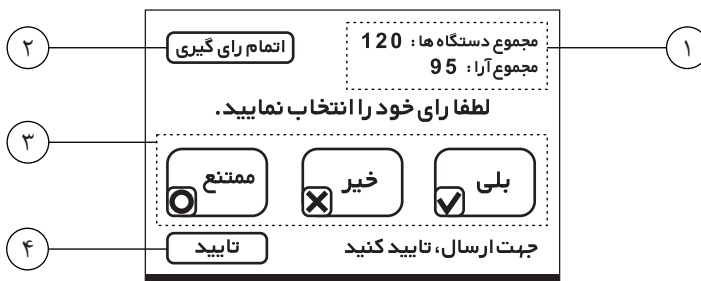 ۱
مجموع دستگاه ها: 120
مجموع آرا: 95
۲
اتمام رای گیری
لطفا رای خود را انتخاب نمایید.
۳
بلی
خیر
ممتنع
جهت ارسال، تایید کنید
تایید
۴